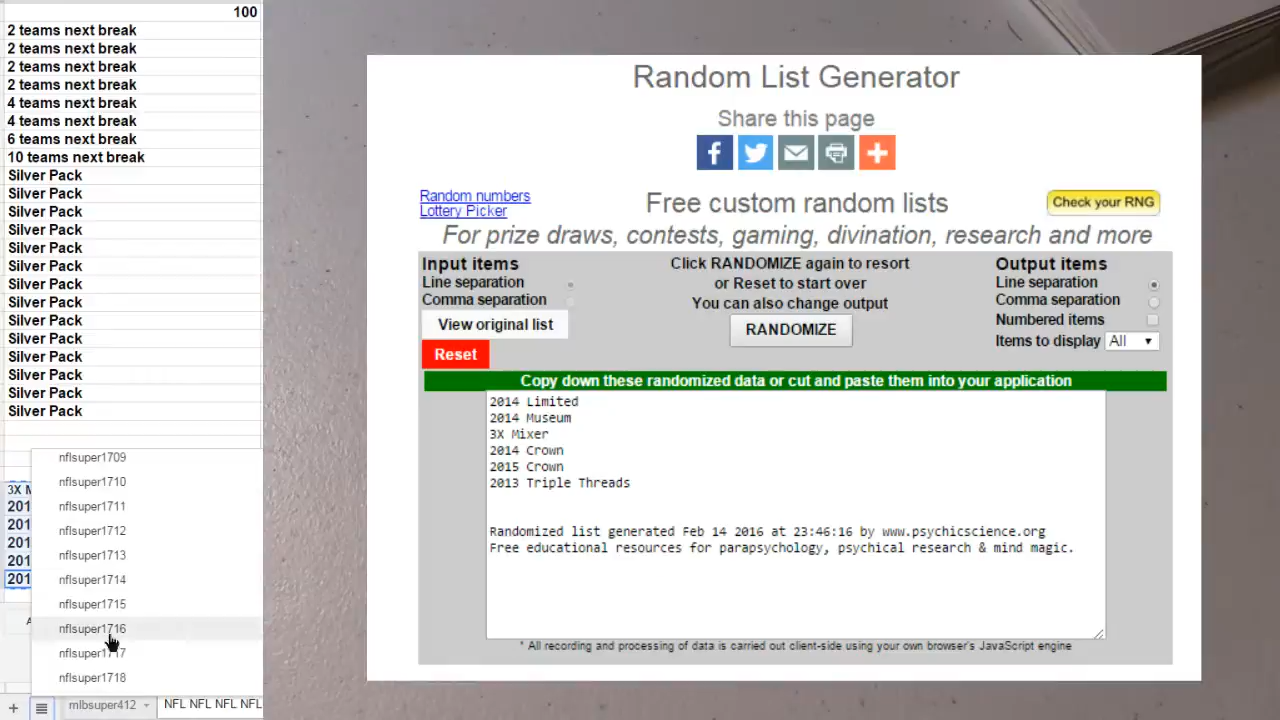 100
2 teams next break
2 teams next break
2 teams next break
2 teams next break
4 teams next break
4 teams next break
6 teams next break
10 teams next break
Silver Pack
Silver Pack
Silver Pack
Silver Pack
Silver Pack
Silver Pack
Silver Pack
Silver Pack
Silver Pack
Silver Pack
Silver Pack
Silver Pack
Silver Pack
Silver Pack
3X
201
201
201
201
201
nflsuper1709
nflsuper1710
nflsuper1711
nflsuper1712
nflsuper1713
nflsuper1714
nflsuper1715
nflsuper1716
nflsuper1717
nflsuper1718
+
mlbsuper412
NFL NFL NFL NFL
Random List Generator
Share this page
Random numbers
Lottery Picker
Free custom random lists
Check your RNG
For prize draws, contests, gaming, divination, research and more
Input items
Line separation
Comma separation
View original list
Reset
Click RANDOMIZE again to resort
or Reset to start over
You can also change output
RANDOMIZE
Output items
Line separation
Comma separation
Numbered items
Items to display All
Copy down these randomized data or cut and paste them into your application
2014 Limited
2014 Museum
3X Mixer
2014 Crown
2015 Crown
2013 Triple Threads
Randomized list generated Feb 14 2016 at 23:46:16 by www.psychicscience.org
Free educational resources for parapsychology, psychical research & mind magic.
* All recording and processing of data is carried out client-side using your own browser's JavaScript engine